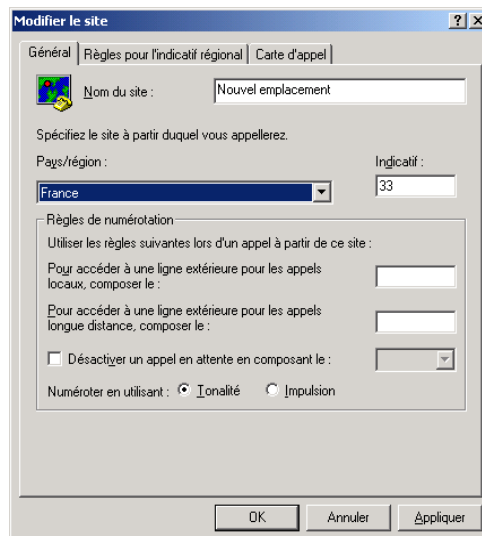 Modifier le site
Général Règles pour l'indicatif régional Carte d'appel
Nom du site : Nouvel emplacement
Spécifiez le site à partir duquel vous appellerez.
Pays/région : Indicatif :
France 33
Règles de numérotation
Utiliser les règles suivantes lors d'un appel à partir de ce site :
Pour accéder à une ligne extérieure pour les appels
locaux, composer le :
Pour accéder à une ligne extérieure pour les appels
longue distance, composer le :
Désactiver un appel en attente en composant le :
Numéroter en utilisant : Tonalité Impulsion
OK Annuler Appliquer